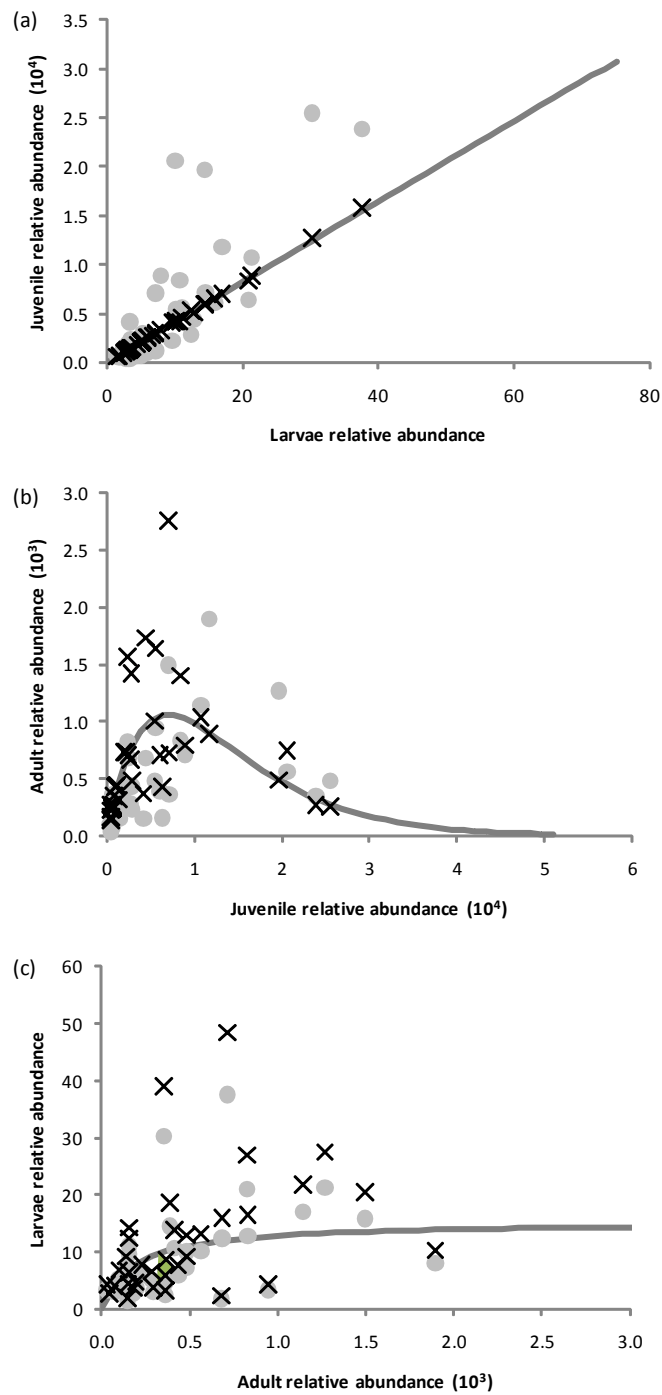 (a)
3.5
3.0
2.5
2.0
1.5
1.0
0.5
0.0
Juvenile relative abundance (10⁴)
0 20 40 60 80
Larvae relative abundance
(b)
3.0
2.5
2.0
1.5
1.0
0.5
0.0
Adult relative abundance (10³)
0 1 2 3 4 5 6
Juvenile relative abundance (10⁴)
(c)
60
50
40
30
20
10
0
Larvae relative abundance
0.0 0.5 1.0 1.5 2.0 3.0
Adult relative abundance (10³)